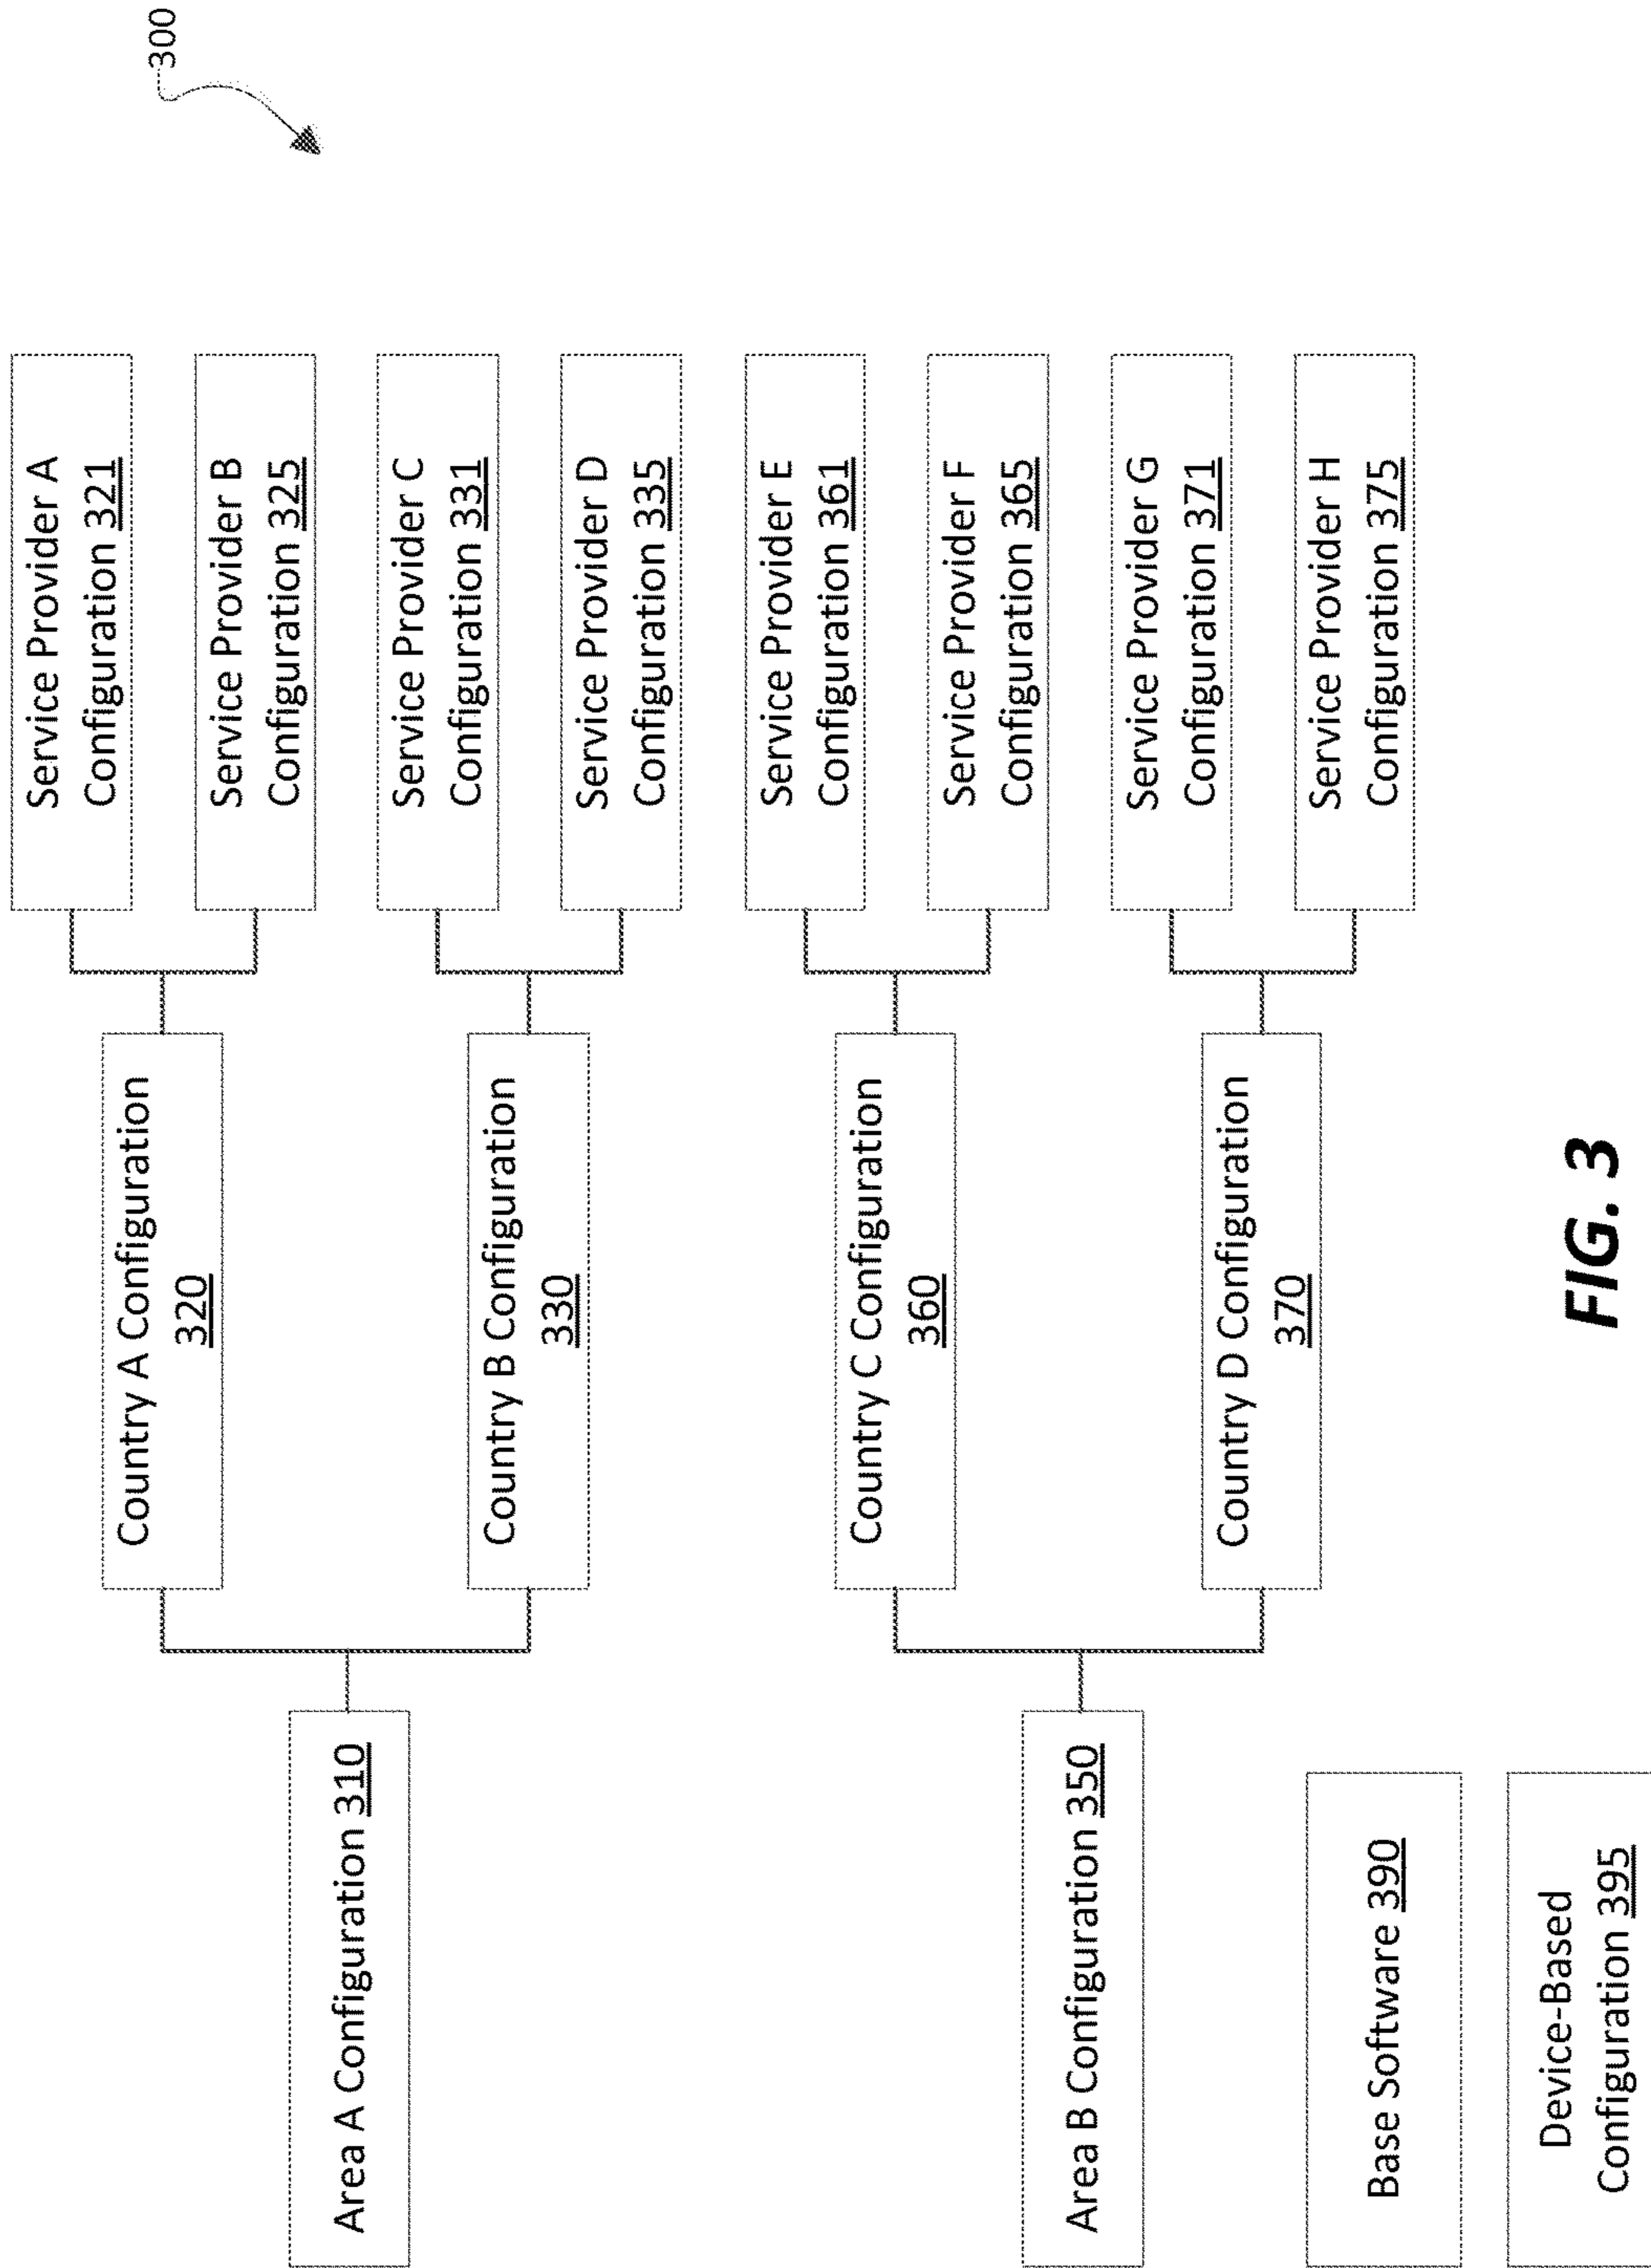 300
Area A Configuration 310
Country A Configuration
320
Service Provider A
Configuration 321
Service Provider B
Configuration 325
Country B Configuration
330
Service Provider C
Configuration 331
Service Provider D
Configuration 335
Area B Configuration 350
Country C Configuration
360
Service Provider E
Configuration 361
Service Provider F
Configuration 365
Country D Configuration
370
Service Provider G
Configuration 371
Service Provider H
Configuration 375
Base Software 390
Device-Based
Configuration 395
FIG. 3